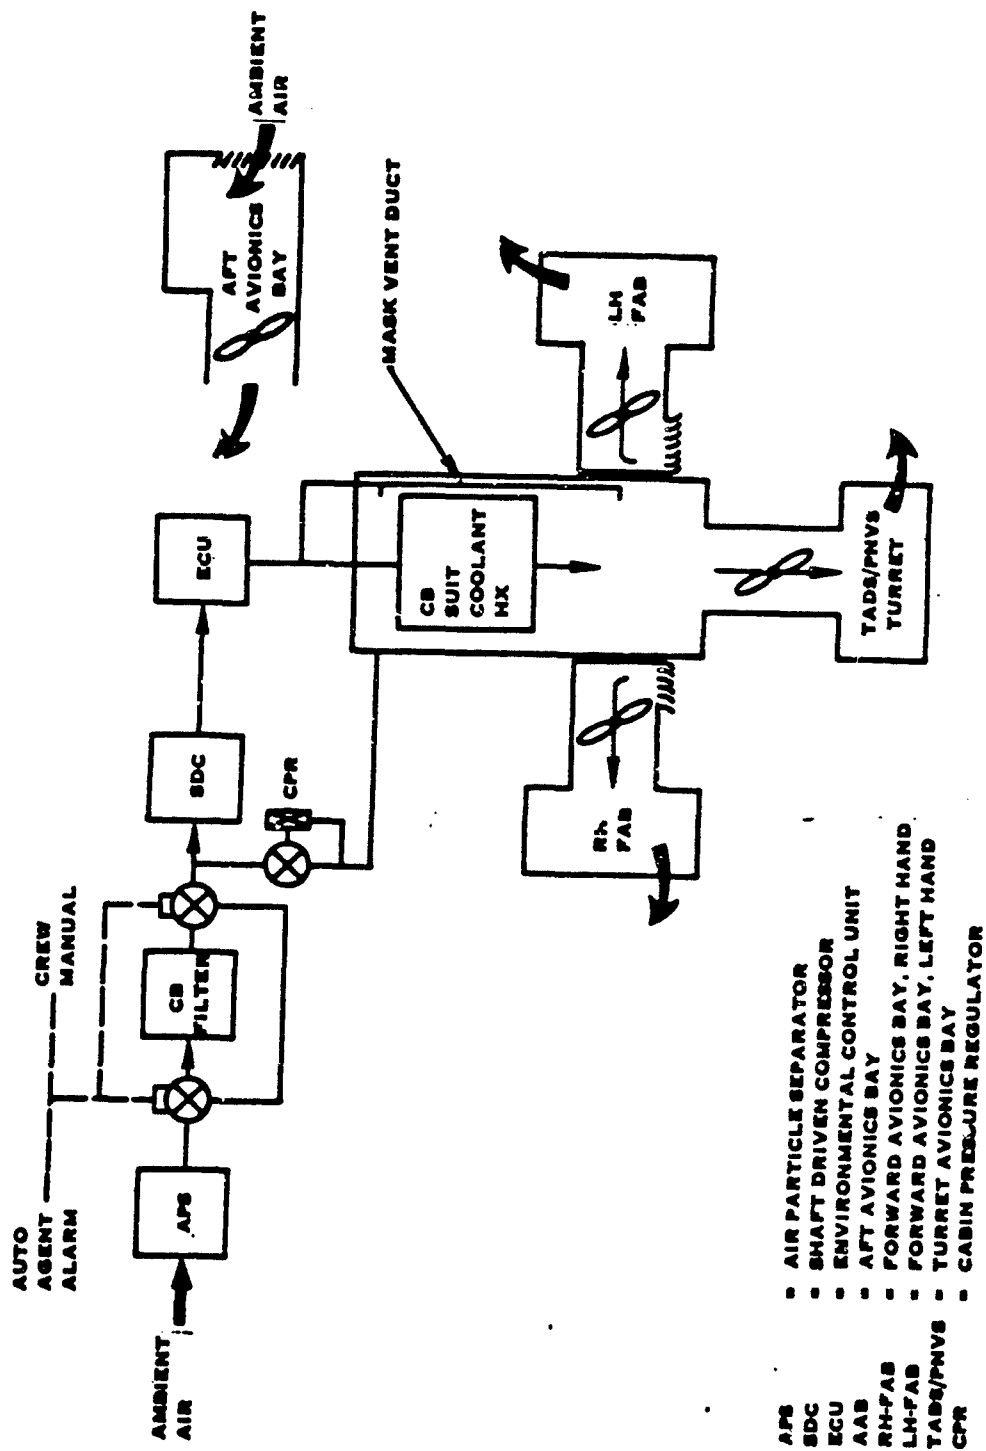 AUTO
AGENT
ALARM
CREW
MANUAL
AMBIENT
AIR
APS
CB
FILTER
SDC
CPR
ECU
AFT
AVIONICS
BAY
AMBIENT
AIR
MASK VENT DUCT
CB
SUIT
COOLANT
HX
RH
FAB
LH
FAB
TADS/PNVS
TURRET
APS = AIR PARTICLE SEPARATOR
SDC = SHAFT DRIVEN COMPRESSOR
ECU = ENVIRONMENTAL CONTROL UNIT
AAB = AFT AVIONICS BAY
RH-FAB = FORWARD AVIONICS BAY, RIGHT HAND
LH-FAB = FORWARD AVIONICS BAY, LEFT HAND
TADS/PNVS = TURRET AVIONICS BAY
CPR = CABIN PRESSURE REGULATOR